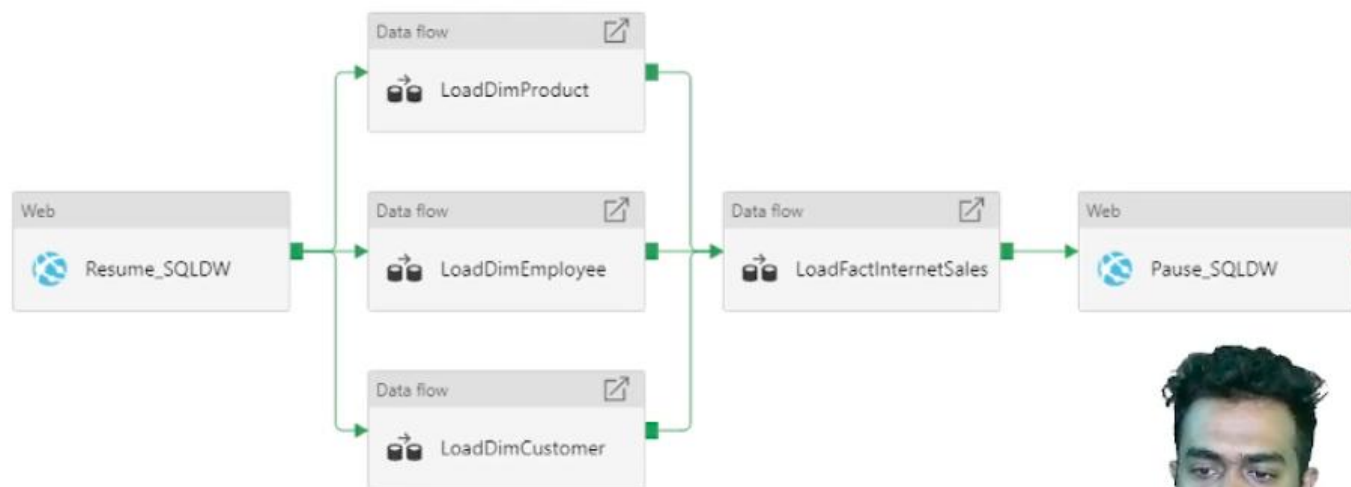 Data flow
LoadDimProduct
Web
Resume_SQLDW
Data flow
LoadDimEmployee
Data flow
LoadFactInternetSales
Web
Pause_SQLDW
Data flow
LoadDimCustomer